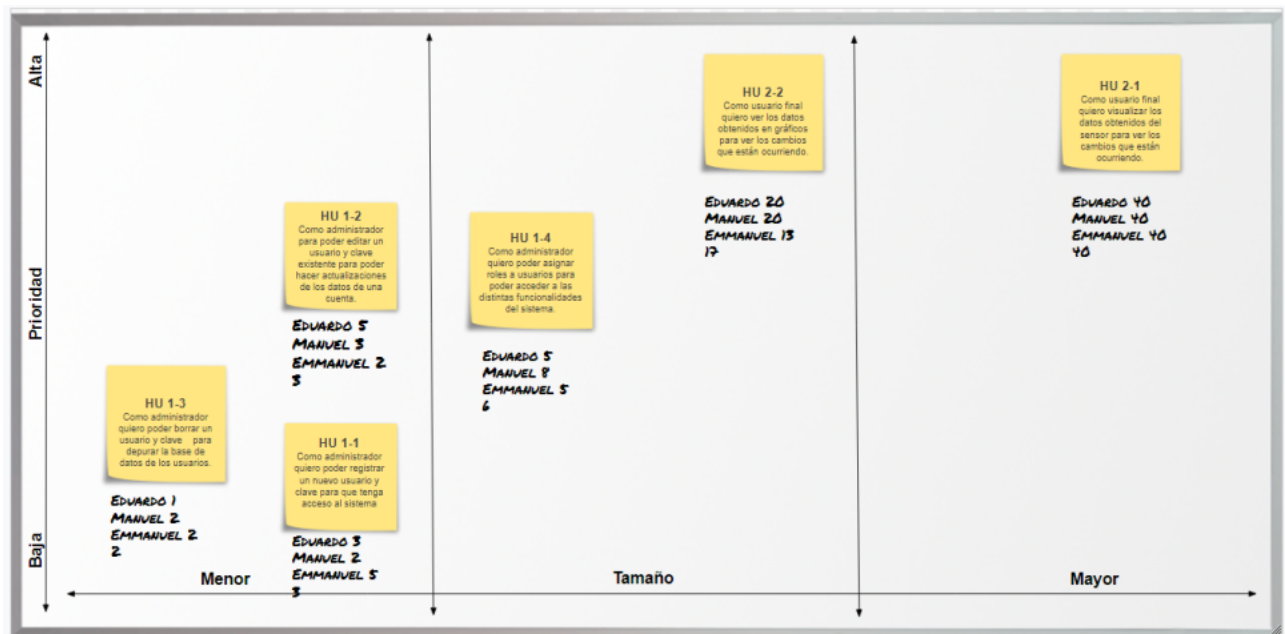 Alta
Prioridad
Baja
HU 2-2
Como usuario final
quiero ver los datos
obtenidos en gráficos
para ver los cambios
que están ocurriendo.
Eduardo 20
Manuel 20
Emmanuel 13
17
HU 2-1
Como usuario final
quiero visualizar los
datos obtenidos del
sensor para ver los
cambios que están
ocurriendo.
Eduardo 40
Manuel 40
Emmanuel 40
40
HU 1-2
Como administrador
para poder editar un
usuario y clave
existente para poder
hacer actualizaciones
de los datos de una
cuenta.
Eduardo 5
Manuel 3
Emmanuel 2
3
HU 1-4
Como administrador
quiero poder asignar
roles a usuarios para
poder acceder a las
distintas funcionalidades
del sistema.
Eduardo 5
Manuel 8
Emmanuel 5
6
HU 1-3
Como administrador
quiero poder borrar un
usuario y clave para
depurar la base de
datos de los usuarios.
Eduardo 1
Manuel 2
Emmanuel 2
2
HU 1-1
Como administrador
quiero poder registrar
un nuevo usuario y
clave para que tenga
acceso al sistema
Eduardo 3
Manuel 2
Emmanuel 5
3
Menor
Tamaño
Mayor